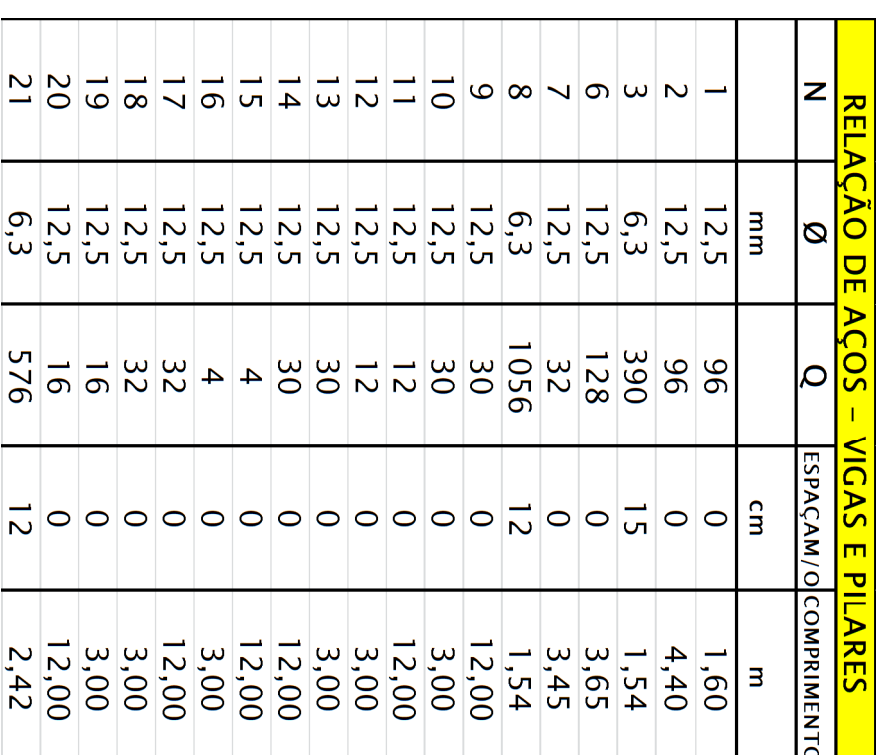 RELAÇÃO DE AÇOS – VIGAS E PILARES
N Ø Q ESPAÇAM/O COMPRIMENTO
mm cm m
1 12,5 96 0 1,60
2 12,5 96 0 4,40
3 6,3 390 15 1,54
6 12,5 128 0 3,65
7 12,5 32 0 3,45
8 6,3 1056 12 1,54
9 12,5 30 0 12,00
10 12,5 30 0 3,00
11 12,5 12 0 12,00
12 12,5 12 0 3,00
13 12,5 30 0 3,00
14 12,5 30 0 12,00
15 12,5 4 0 12,00
16 12,5 4 0 3,00
17 12,5 32 0 12,00
18 12,5 32 0 3,00
19 12,5 16 0 3,00
20 12,5 16 0 12,00
21 6,3 576 12 2,42